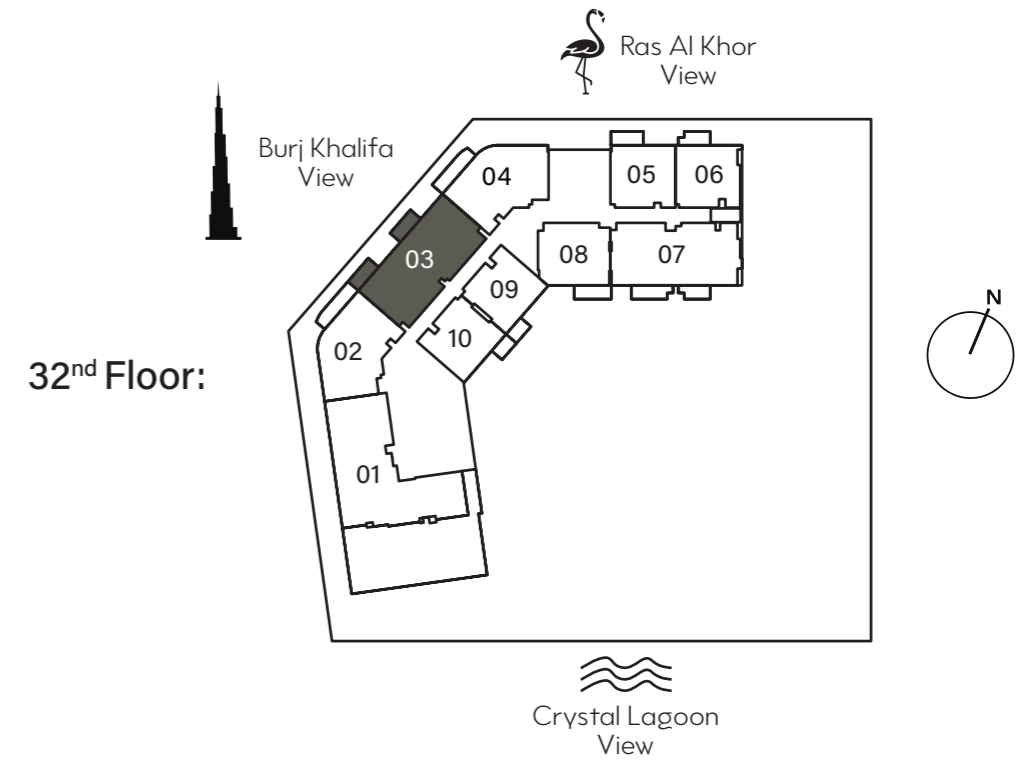 Ras Al Khor
View
Burj Khalifa
View
04
05
06
03
08
07
09
10
02
01
N
32nd Floor:
Crystal Lagoon
View